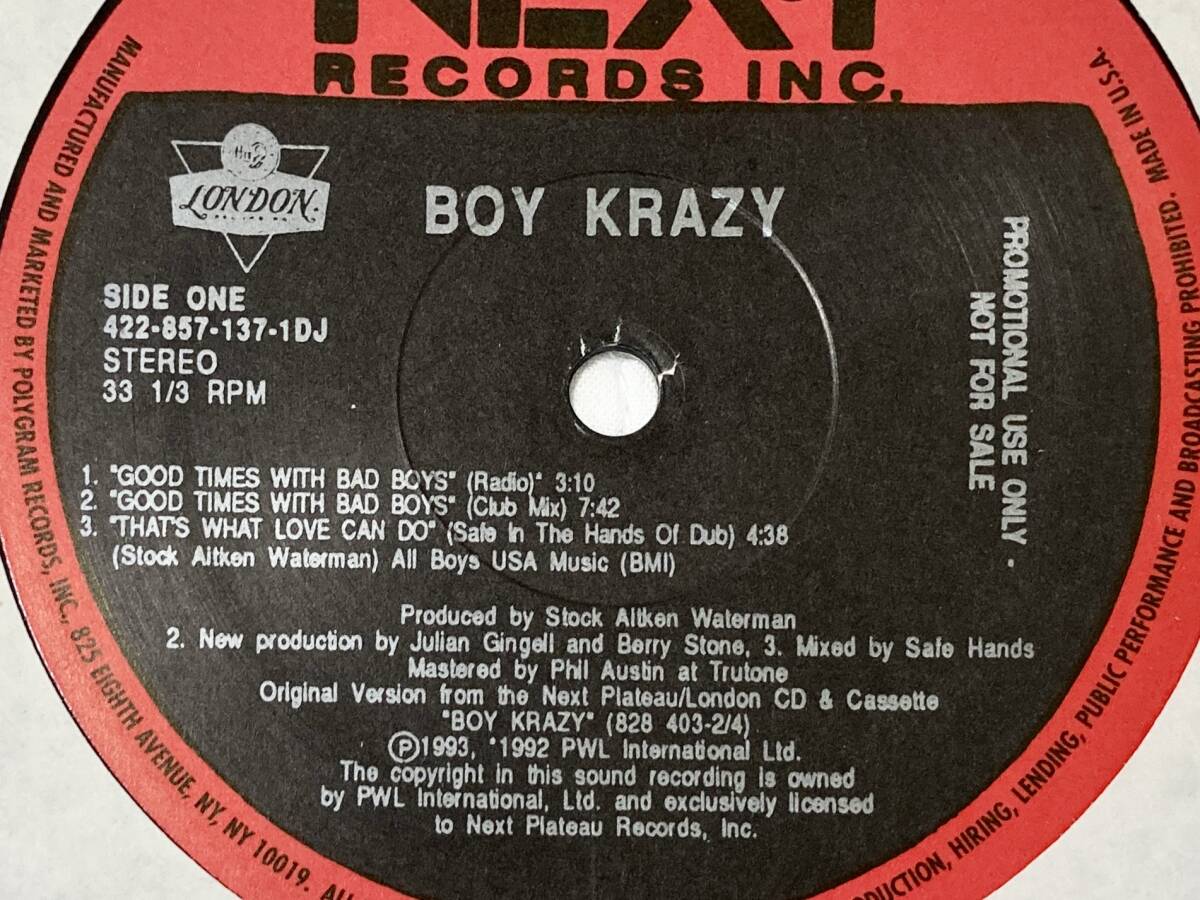 NEXT
RECORDS INC.
LONDON
BOY KRAZY
SIDE ONE
422-857-137-1DJ
STEREO
33 1/3 RPM
PROMOTIONAL USE ONLY -
NOT FOR SALE
1. "GOOD TIMES WITH BAD BOYS" (Radio)* 3:10
2. "GOOD TIMES WITH BAD BOYS" (Club Mix) 7:42
3. "THAT'S WHAT LOVE CAN DO" (Safe In The Hands Of Dub) 4:38
(Stock Aitken Waterman) All Boys USA Music (BMI)
Produced by Stock Aitken Waterman
2. New production by Julian Gingell and Berry Stone, 3. Mixed by Safe Hands
Mastered by Phil Austin at Trutone
Original Version from the Next Plateau/London CD & Cassette
"BOY KRAZY" (828 403-2/4)
Ⓟ1993, *1992 PWL International Ltd.
The copyright in this sound recording is owned
by PWL International, Ltd. and exclusively licensed
to Next Plateau Records, Inc.
MANUFACTURED AND MARKETED BY POLYGRAM RECORDS, INC., 825 EIGHTH AVENUE, NY, NY 10019. HIRING, LENDING, PUBLIC PERFORMANCE AND BROADCASTING PROHIBITED. MADE IN U.S.A.